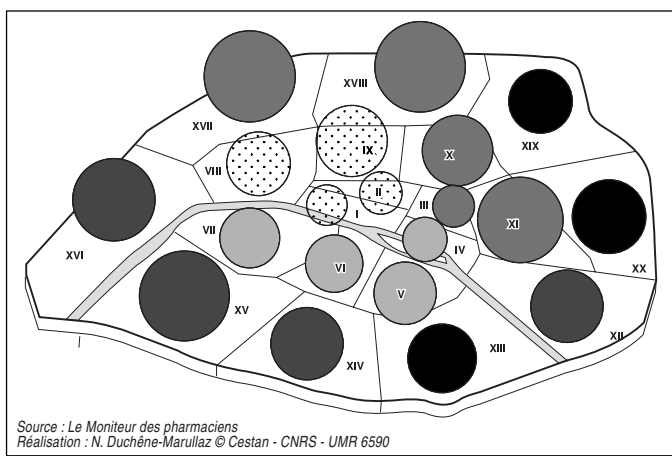 XVIII
XVII
XIX
IX
X
VIII
II
III
I
XI
XVI
VII
IV
XX
VI
V
XV
XII
XIV
XIII
Source : Le Moniteur des pharmaciens
Réalisation : N. Duchêne-Marullaz © Cestan - CNRS - UMR 6590